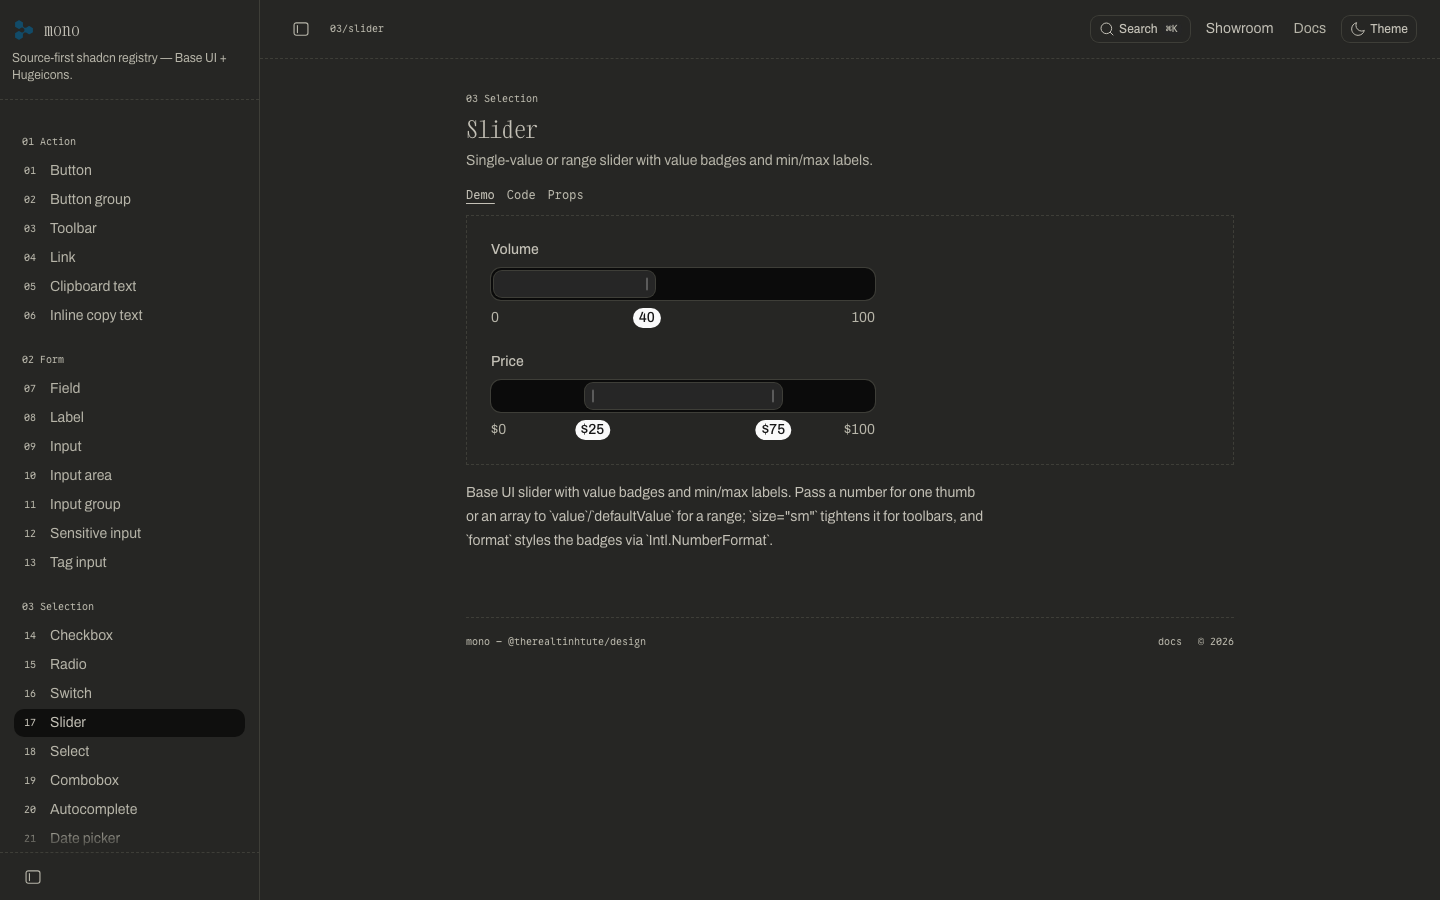 mono
Source-first shadcn registry — Base UI +
Hugeicons.
01 Action
01 Button
02 Button group
03 Toolbar
04 Link
05 Clipboard text
06 Inline copy text
02 Form
07 Field
08 Label
09 Input
10 Input area
11 Input group
12 Sensitive input
13 Tag input
03 Selection
14 Checkbox
15 Radio
16 Switch
17 Slider
18 Select
19 Combobox
20 Autocomplete
21 Date picker
03/slider
Search ⌘K
Showroom
Docs
Theme
03 Selection
Slider
Single-value or range slider with value badges and min/max labels.
Demo Code Props
Volume
0 40 100
Price
$0 $25 $75 $100
Base UI slider with value badges and min/max labels. Pass a number for one thumb
or an array to `value`/`defaultValue` for a range; `size="sm"` tightens it for toolbars, and
`format` styles the badges via `Intl.NumberFormat`.
mono — @therealtinhtute/design
docs © 2026